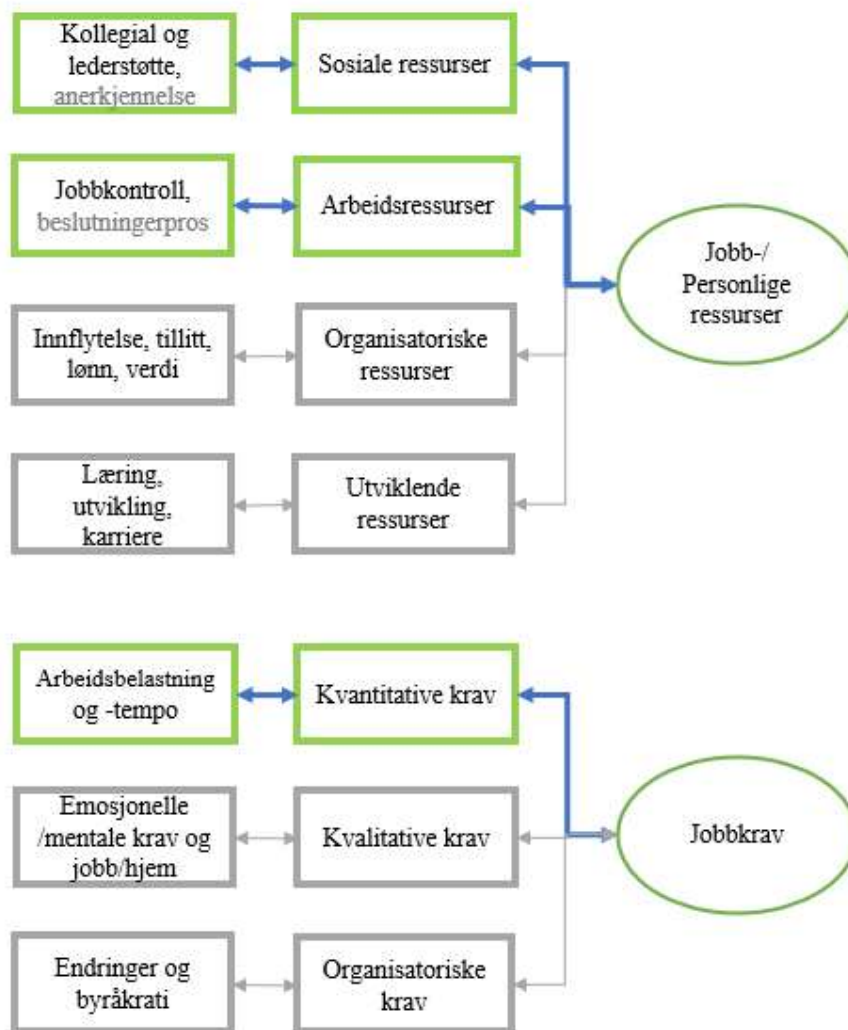 Kollegial og
lederstøtte,
anerkjennelse
Sosiale ressurser
Jobbkontroll,
beslutningerpros
Arbeidsressurser
Jobb-/
Personlige
ressurser
Innflytelse, tillitt,
lønn, verdi
Organisatoriske
ressurser
Læring,
utvikling,
karriere
Utviklende
ressurser
Arbeidsbelastning
og -tempo
Kvantitative krav
Emosjonelle
/mentale krav og
jobb/hjem
Kvalitative krav
Jobbkrav
Endringer og
byråkrati
Organisatoriske
krav